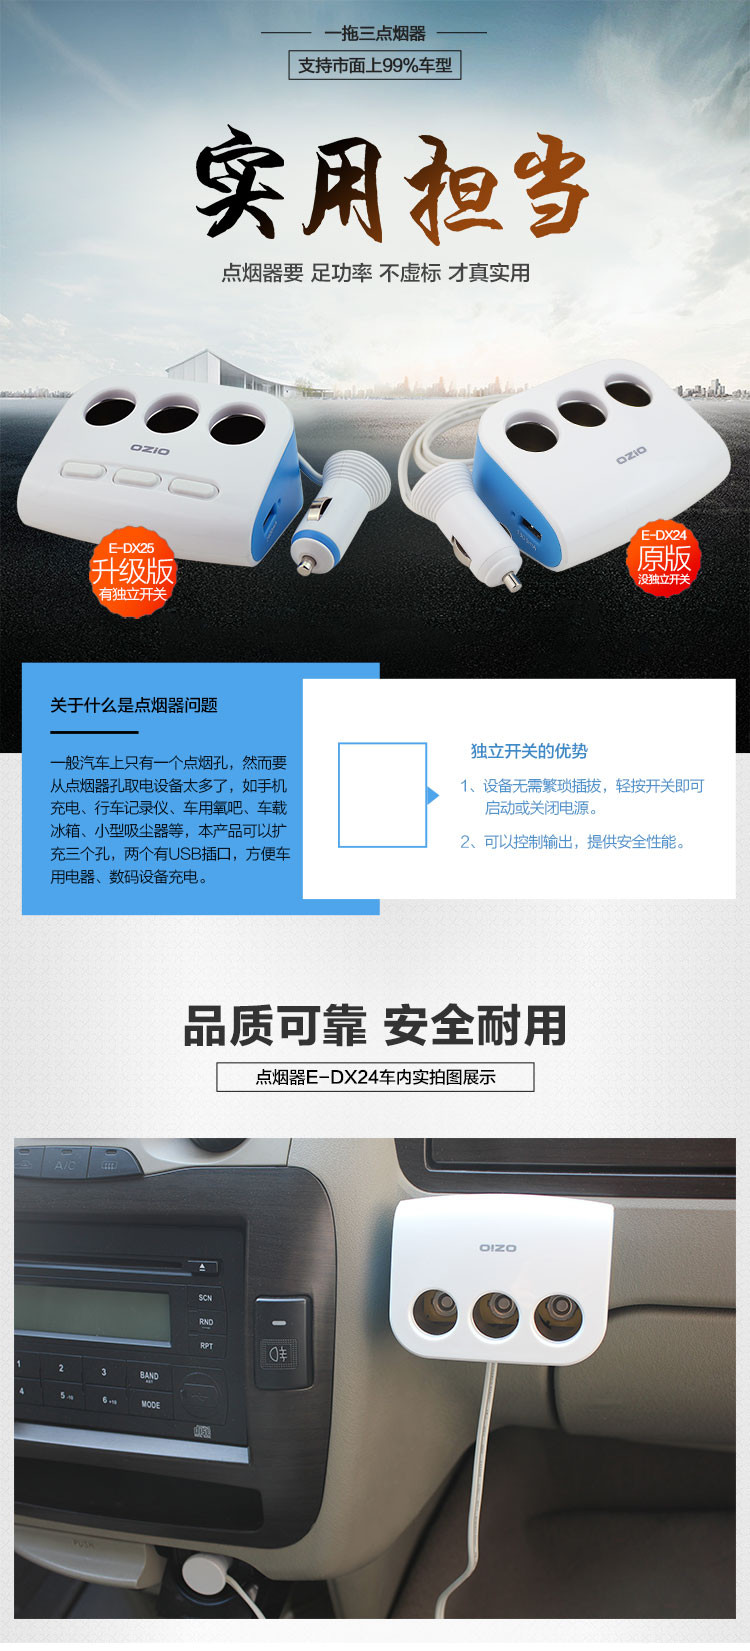 一拖三点烟器
支持市面上99%车型
实用担当
点烟器要 足功率 不虚标 才真实用
OZIO
OZIO
E-DX25
升级版
有独立开关
E-DX24
原版
没独立开关
关于什么是点烟器问题
一般汽车上只有一个点烟孔，然而要
从点烟器孔取电设备太多了，如手机
充电、行车记录仪、车用氧吧、车载
冰箱、小型吸尘器等，本产品可以扩
充三个孔，两个有USB插口，方便车
用电器、数码设备充电。
独立开关的优势
1、设备无需繁琐插拔，轻按开关即可
启动或关闭电源。
2、可以控制输出，提供安全性能。
品质可靠 安全耐用
点烟器E-DX24车内实拍图展示
A/C
OZIO
SCN
RND
RPT
1 2 3 BAND
4 5 -10 6 +10 MODE
PUSH